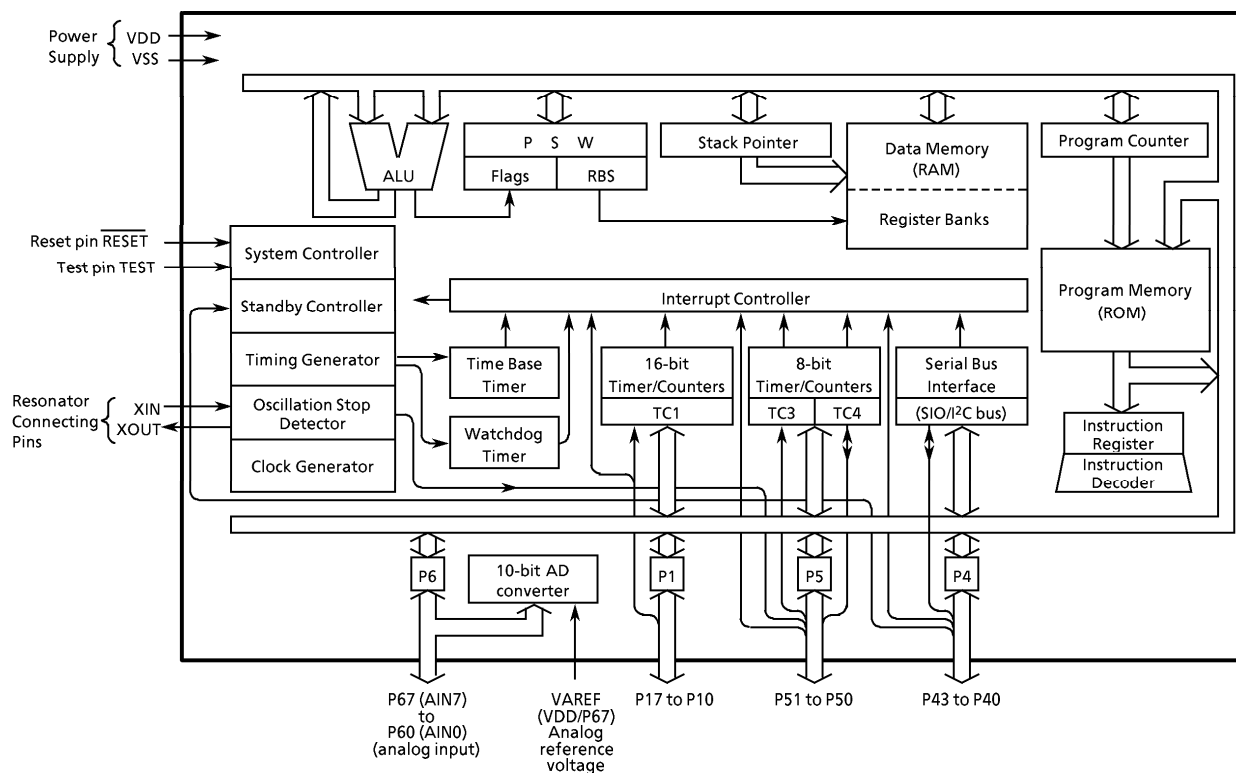 Power
Supply
VDD
VSS
P S W
Flags
RBS
ALU
Stack Pointer
Data Memory
(RAM)
Register Banks
Program Counter
Reset pin RESET
Test pin TEST
System Controller
Standby Controller
Timing Generator
Oscillation Stop
Detector
Clock Generator
Resonator
Connecting
Pins
XIN
XOUT
Interrupt Controller
Time Base
Timer
Watchdog
Timer
16-bit
Timer/Counters
TC1
8-bit
Timer/Counters
TC3
TC4
Serial Bus
Interface
(SIO/I²C bus)
Program Memory
(ROM)
Instruction
Register
Instruction
Decoder
P6
10-bit AD
converter
P1
P5
P4
P67 (AIN7)
to
P60 (AIN0)
(analog input)
VAREF
(VDD/P67)
Analog
reference
voltage
P17 to P10
P51 to P50
P43 to P40